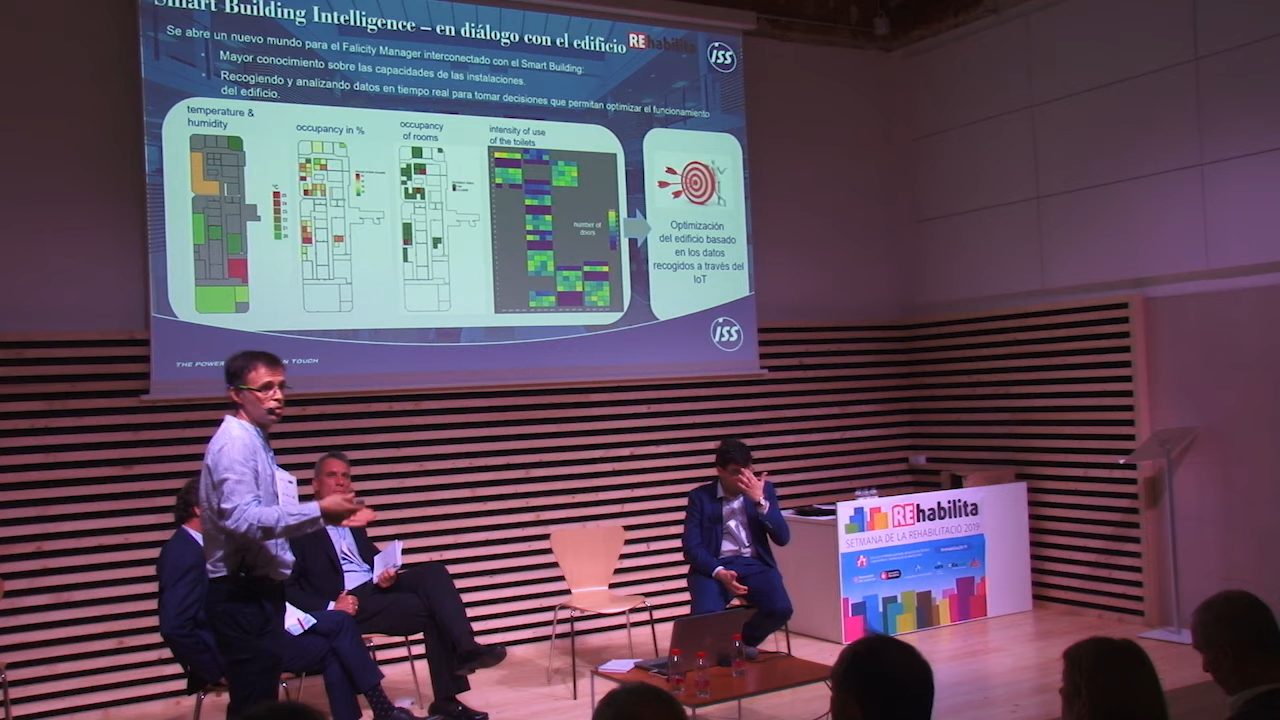 Smart Building Intelligence – en diálogo con el edificio
REhabilita
iss
Se abre un nuevo mundo para el Falicity Manager interconectado con el Smart Building:
Mayor conocimiento sobre las capacidades de las instalaciones.
Recogiendo y analizando datos en tiempo real para tomar decisiones que permitan optimizar el funcionamiento
del edificio.
temperature &
humidity
occupancy in %
occupancy
of rooms
intensity of use
of the toilets
°C
number of
doors
Optimización
del edificio basado
en los datos
recogidos a través del
IoT
iss
THE POWER
TOUCH
REhabilita
SETMANA DE LA REHABILITACIÓ 2019